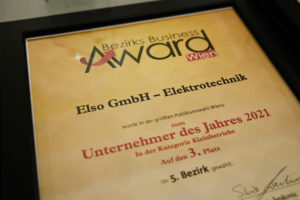 Bezirks Business
Award
Wien
Elso GmbH – Elektrotechnik
wurde in der großen Publikumswahl Wiens
zum
Unternehmer des Jahres 2021
In der Kategorie Kleinbetriebe
Auf den 3. Platz
im 5. Bezirk gewählt.